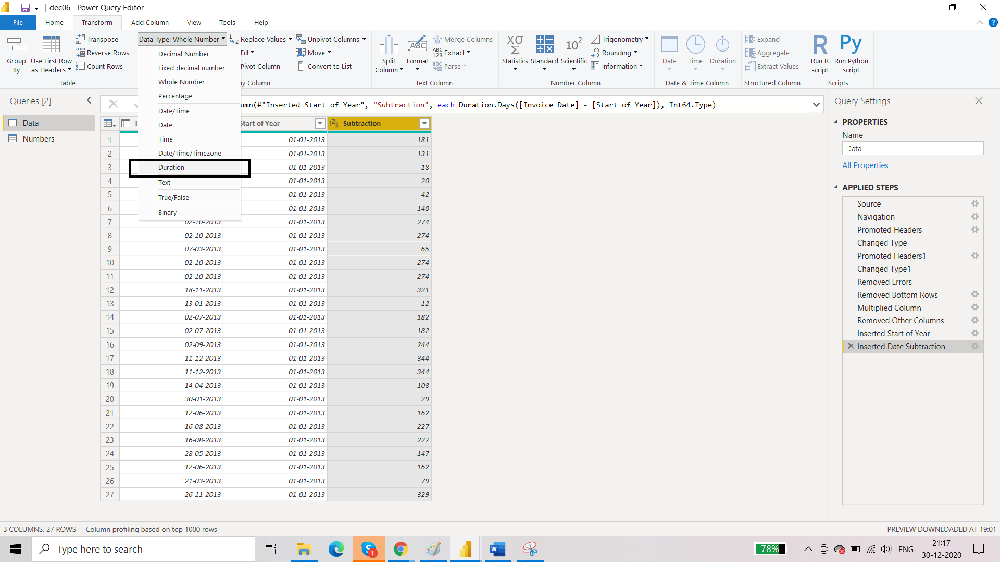 dec06 - Power Query Editor
File Home Transform Add Column View Tools Help
Group By
Use First Row as Headers
Transpose
Reverse Rows
Count Rows
Table
Data Type: Whole Number
Replace Values
Fill
Pivot Column
Unpivot Columns
Move
Convert to List
y Column
Split Column
Format
Merge Columns
Extract
Parse
Text Column
Statistics
Standard
Scientific
Trigonometry
Rounding
Information
Number Column
Date
Time
Duration
Date & Time Column
Expand
Aggregate
Extract Values
Structured Column
Run R script
Run Python script
Scripts
Decimal Number
Fixed decimal number
Whole Number
Percentage
Date/Time
Date
Time
Date/Time/Timezone
Duration
Text
True/False
Binary
Queries [2]
Data
Numbers
umn(#"Inserted Start of Year", "Subtraction", each Duration.Days([Invoice Date] - [Start of Year]), Int64.Type)
Start of Year Subtraction
1 01-01-2013 181
2 01-01-2013 131
3 01-01-2013 18
4 01-01-2013 20
5 01-01-2013 42
6 01-01-2013 140
7 02-10-2013 01-01-2013 274
8 02-10-2013 01-01-2013 274
9 07-03-2013 01-01-2013 65
10 02-10-2013 01-01-2013 274
11 02-10-2013 01-01-2013 274
12 18-11-2013 01-01-2013 321
13 13-01-2013 01-01-2013 12
14 02-07-2013 01-01-2013 182
15 02-07-2013 01-01-2013 182
16 02-09-2013 01-01-2013 244
17 11-12-2013 01-01-2013 344
18 11-12-2013 01-01-2013 344
19 14-04-2013 01-01-2013 103
20 30-01-2013 01-01-2013 29
21 12-06-2013 01-01-2013 162
22 16-08-2013 01-01-2013 227
23 16-08-2013 01-01-2013 227
24 28-05-2013 01-01-2013 147
25 12-06-2013 01-01-2013 162
26 21-03-2013 01-01-2013 79
27 26-11-2013 01-01-2013 329
Query Settings
PROPERTIES
Name
Data
All Properties
APPLIED STEPS
Source
Navigation
Promoted Headers
Changed Type
Promoted Headers1
Changed Type1
Removed Errors
Removed Bottom Rows
Multiplied Column
Removed Other Columns
Inserted Start of Year
Inserted Date Subtraction
3 COLUMNS, 27 ROWS Column profiling based on top 1000 rows
PREVIEW DOWNLOADED AT 19:01
Type here to search
78%
ENG
21:17
30-12-2020